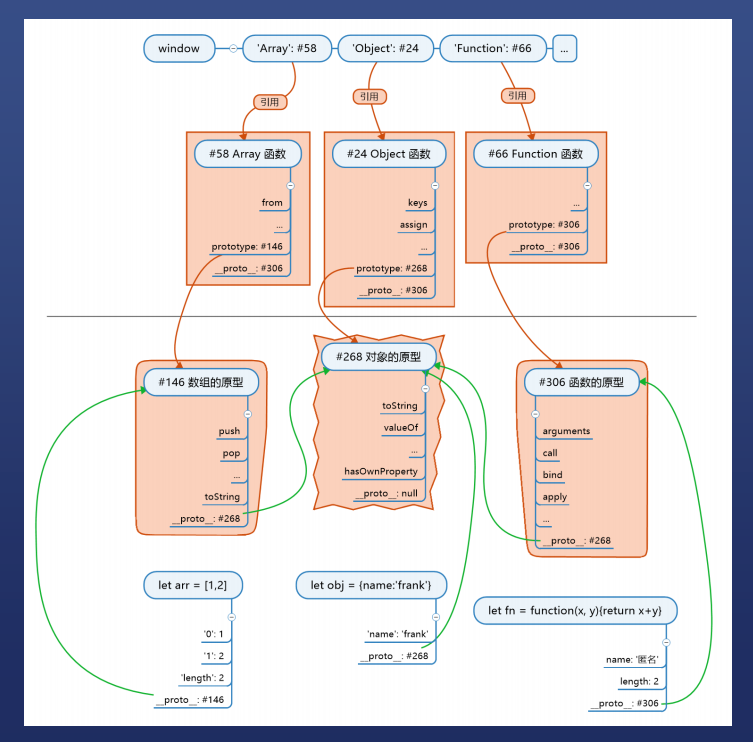 window
'Array': #58
'Object': #24
'Function': #66
...
引用
引用
引用
#58 Array 函数
from
...
prototype: #146
__proto__: #306
#24 Object 函数
keys
assign
...
prototype: #268
__proto__: #306
#66 Function 函数
...
prototype: #306
__proto__: #306
#146 数组的原型
push
pop
...
toString
__proto__: #268
#268 对象的原型
toString
valueOf
...
hasOwnProperty
__proto__: null
#306 函数的原型
arguments
call
bind
apply
...
__proto__: #268
let arr = [1,2]
'0': 1
'1': 2
'length': 2
__proto__: #146
let obj = {name:'frank'}
'name': 'frank'
__proto__: #268
let fn = function(x, y){return x+y}
name: '匿名'
length: 2
__proto__: #306